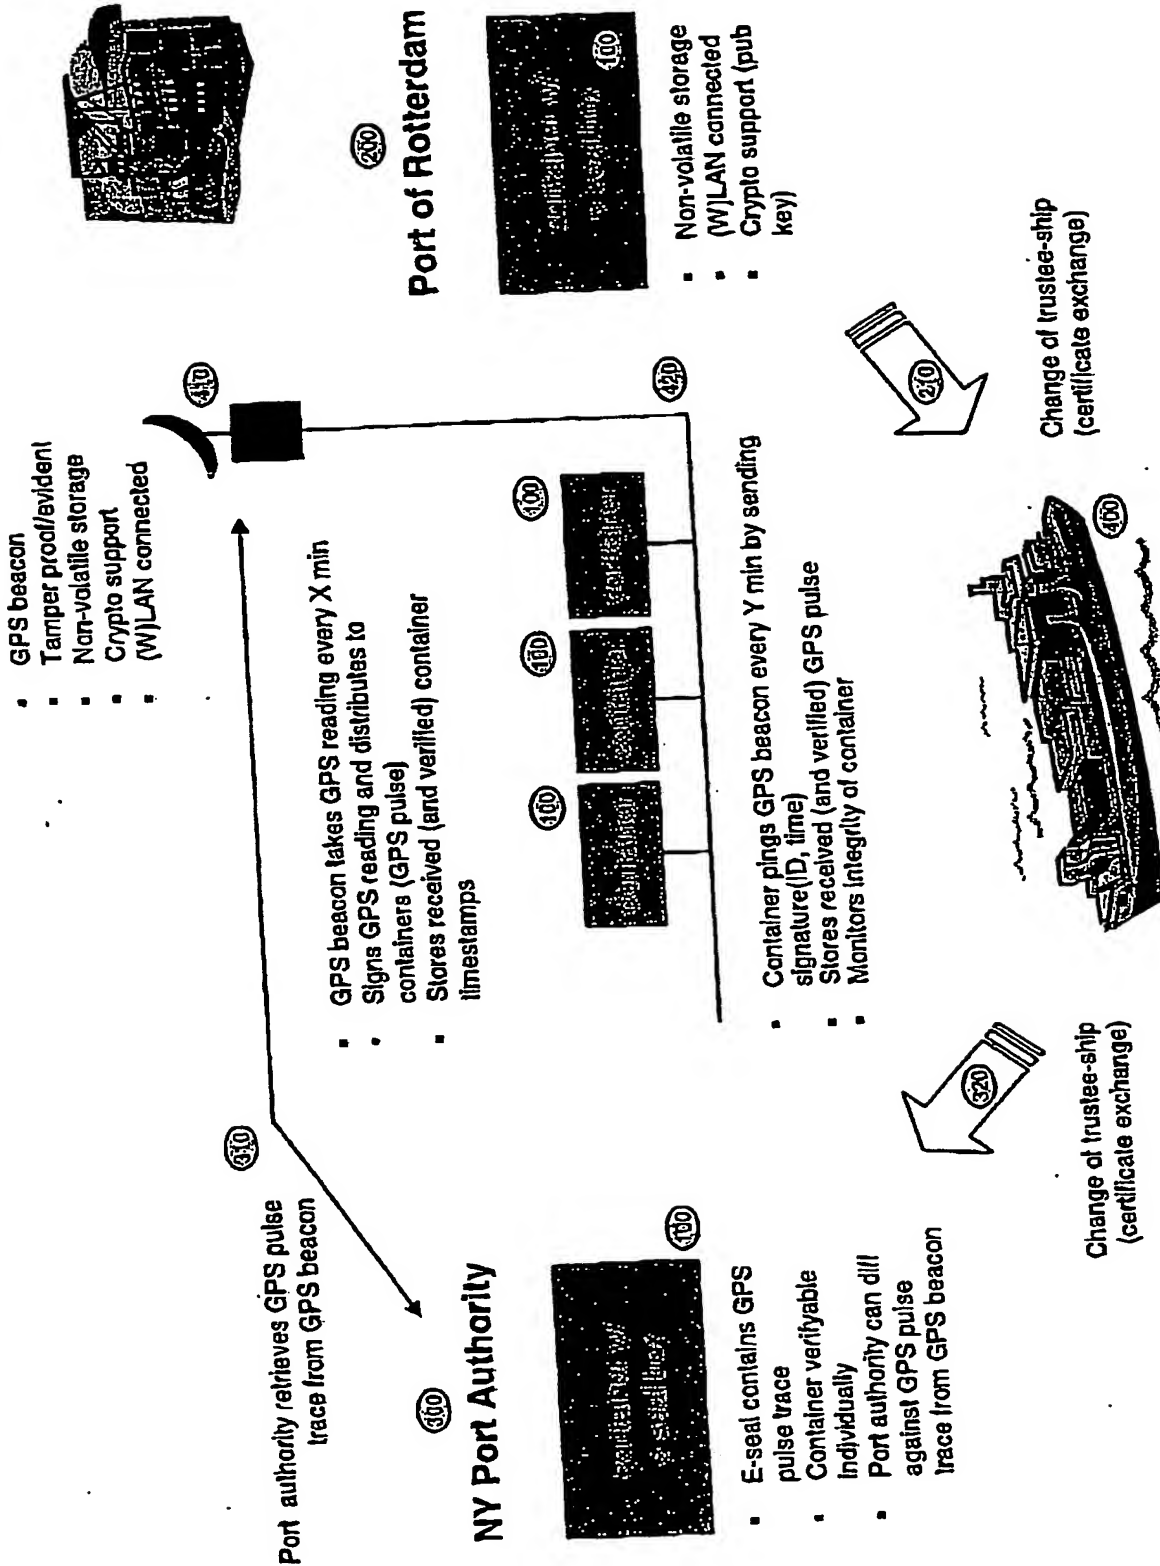 Port authority retrieves GPS pulse
trace from GPS beacon
310
GPS beacon
Tamper proof/evident
Non-volatile storage
Crypto support
(W)LAN connected
300
NY Port Authority
100
E-seal contains GPS
pulse trace
Container verifyable
Individually
Port authority can diff
against GPS pulse
trace from GPS beacon
GPS beacon takes GPS reading every X min
Signs GPS reading and distributes to
containers (GPS pulse)
Stores received (and verified) container
timestamps
container
100
container
100
container
100
420
Container pings GPS beacon every Y min by sending
signature(ID, time)
Stores received (and verified) GPS pulse
Monitors integrity of container
200
Port of Rotterdam
container w/
100
Non-volatile storage
(W)LAN connected
Crypto support (pub
key)
320
Change of trustee-ship
(certificate exchange)
400
210
Change of trustee-ship
(certificate exchange)